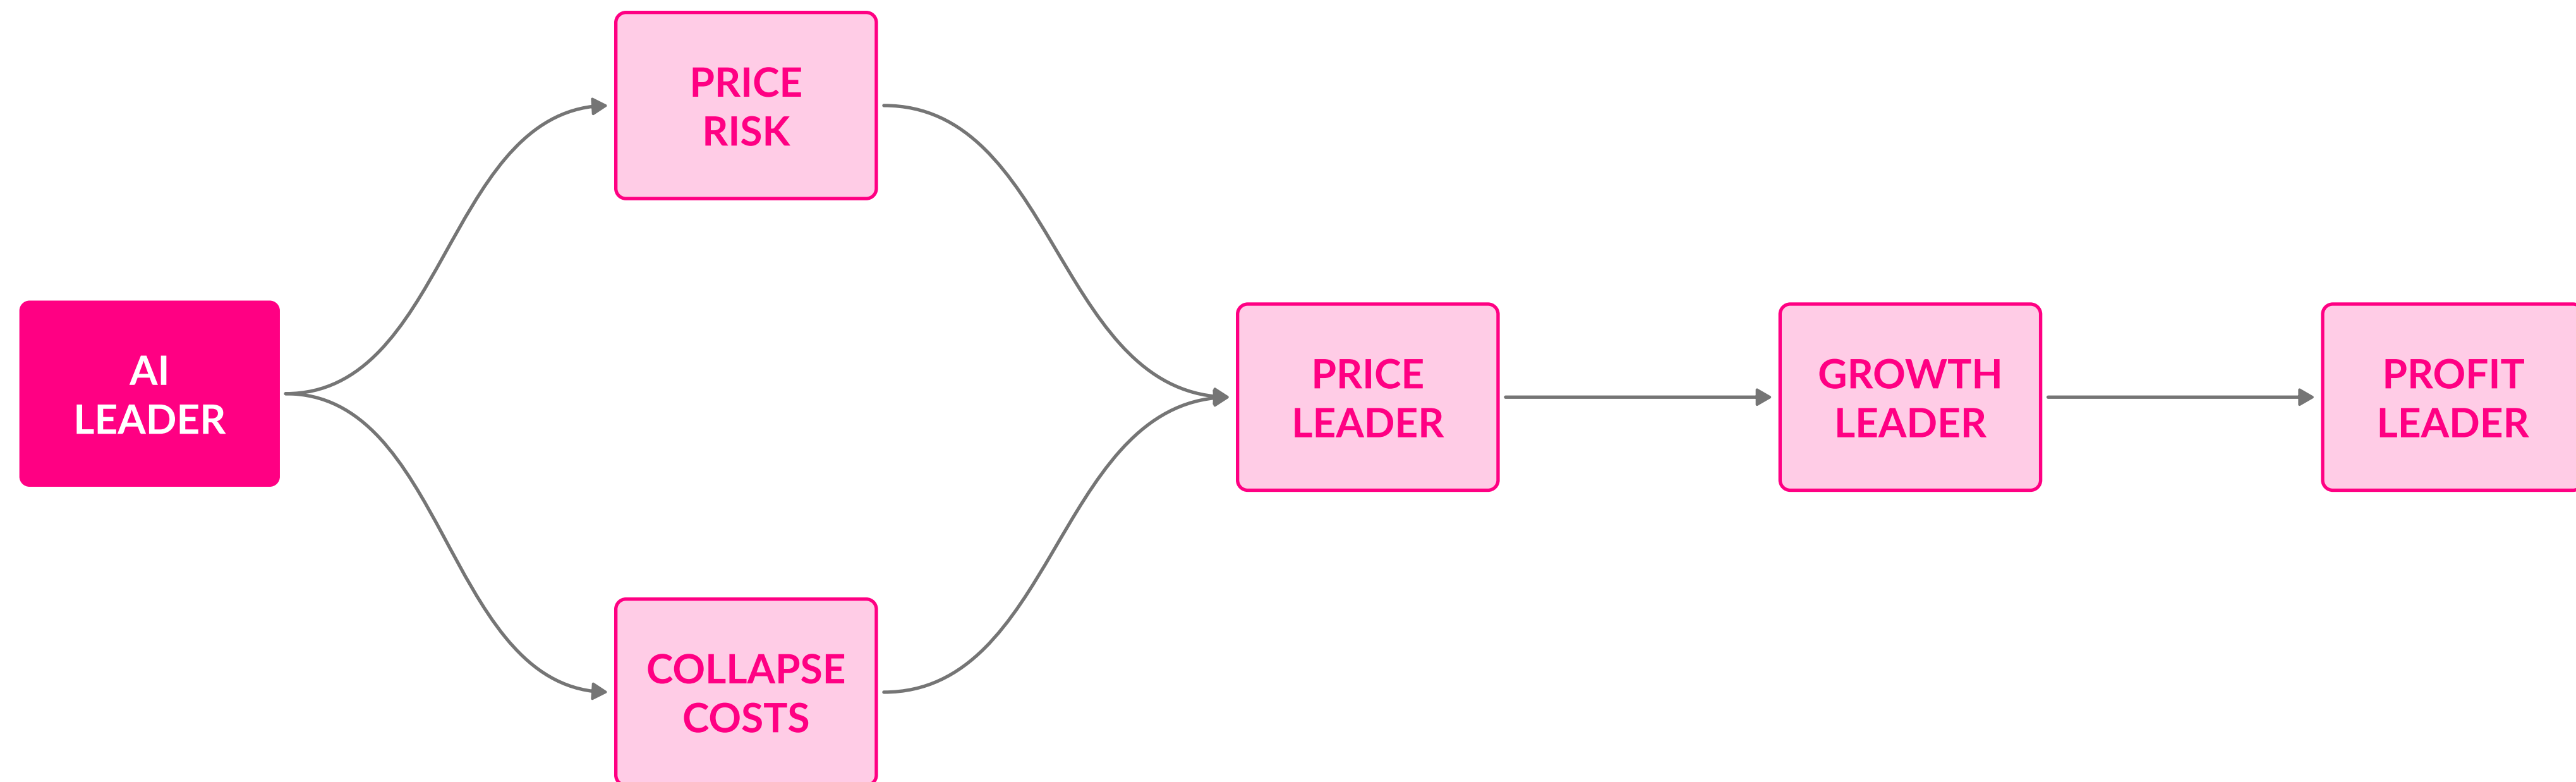 AI
LEADER
PRICE
RISK
COLLAPSE
COSTS
PRICE
LEADER
GROWTH
LEADER
PROFIT
LEADER